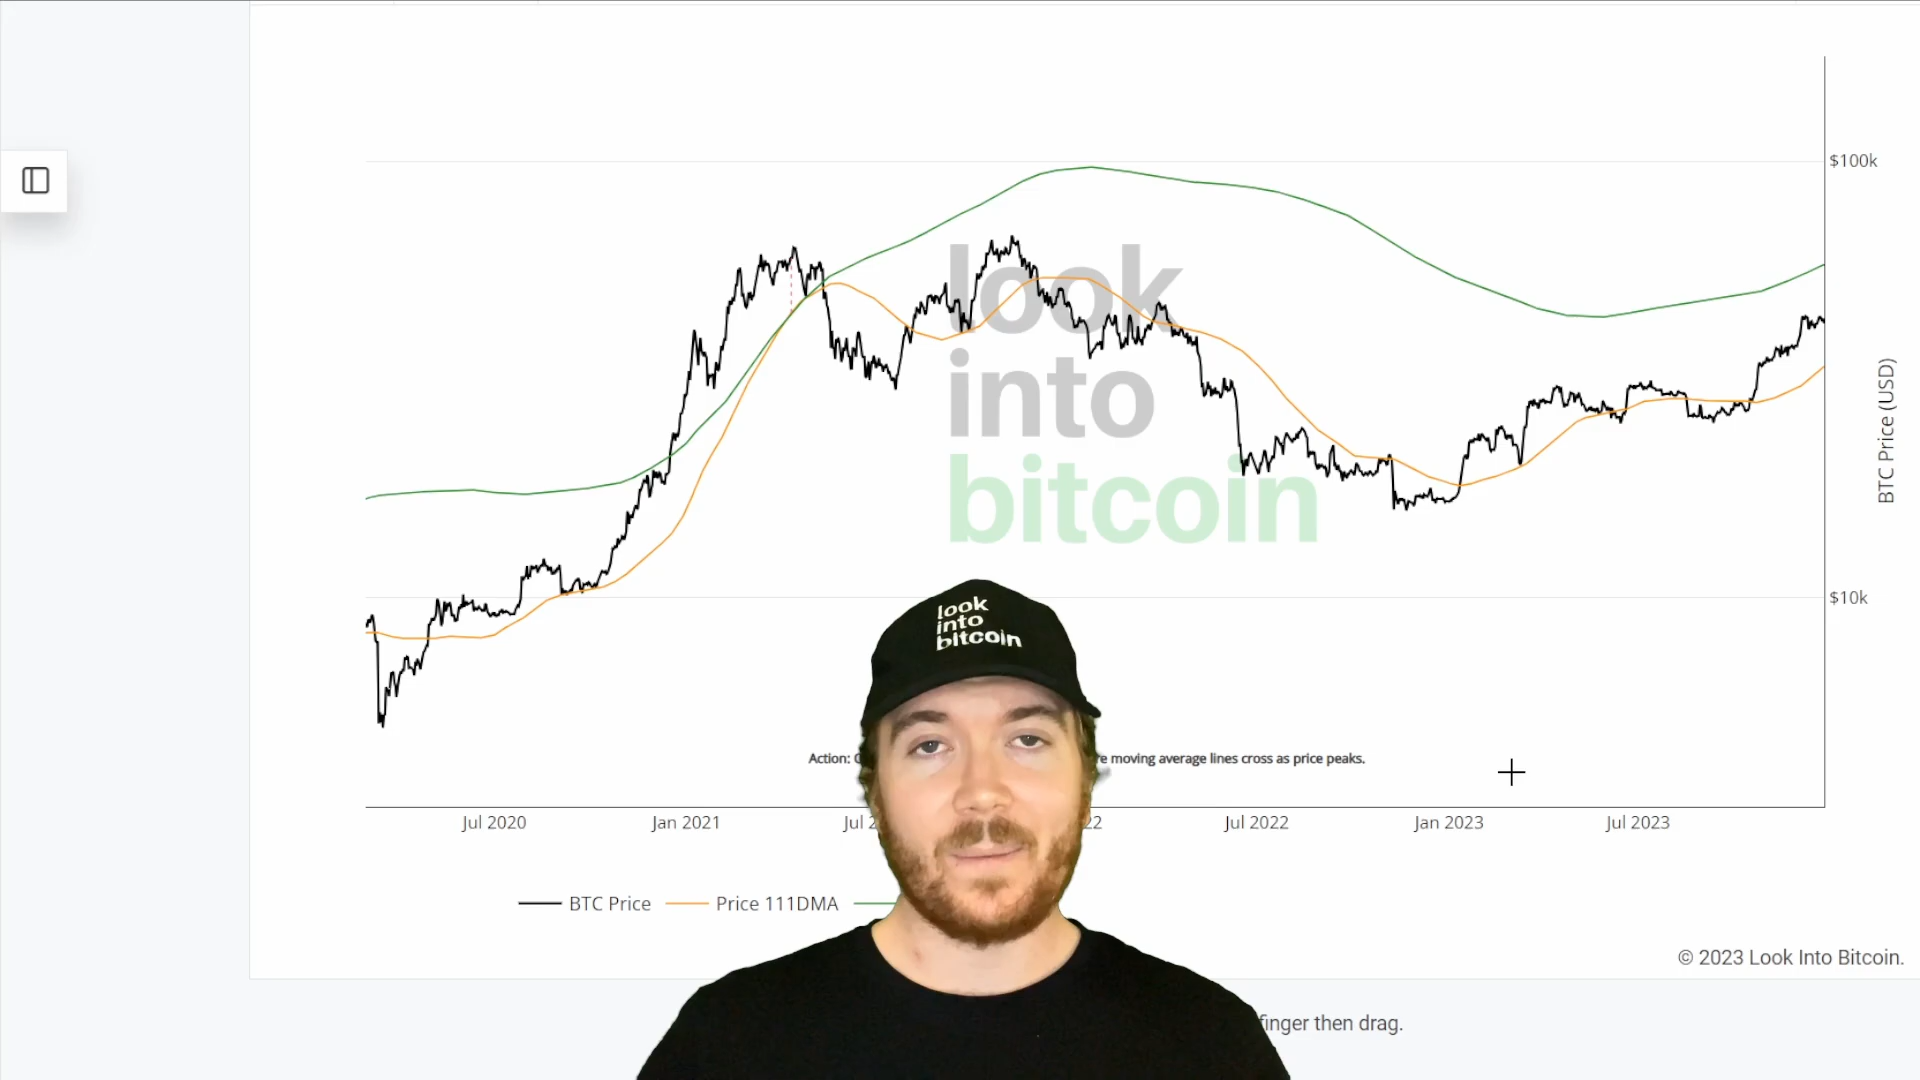 $100k
look
into
bitcoin
BTC Price (USD)
$10k
look
into
bitcoin
Action:
moving average lines cross as price peaks.
Jul 2020
Jan 2021
Jul
Jul 2022
Jan 2023
Jul 2023
BTC Price
Price 111DMA
© 2023 Look Into Bitcoin.
finger then drag.